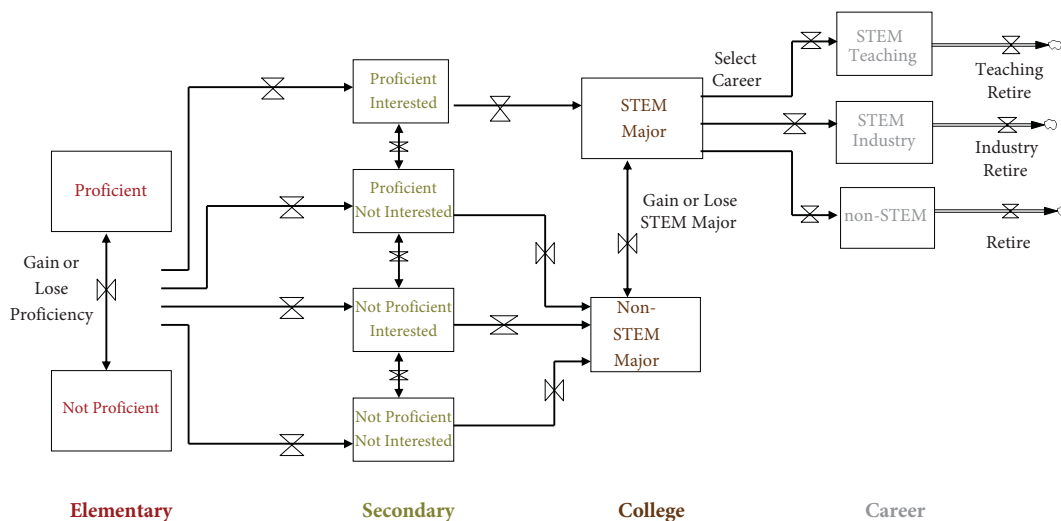 Proficient
Gain or
Lose
Proficiency
Not Proficient
Elementary
Proficient
Interested
Proficient
Not Interested
Not Proficient
Interested
Not Proficient
Not Interested
Secondary
STEM
Major
Gain or Lose
STEM Major
Non-
STEM
Major
College
Select
Career
STEM
Teaching
Teaching
Retire
STEM
Industry
Industry
Retire
non-STEM
Retire
Career